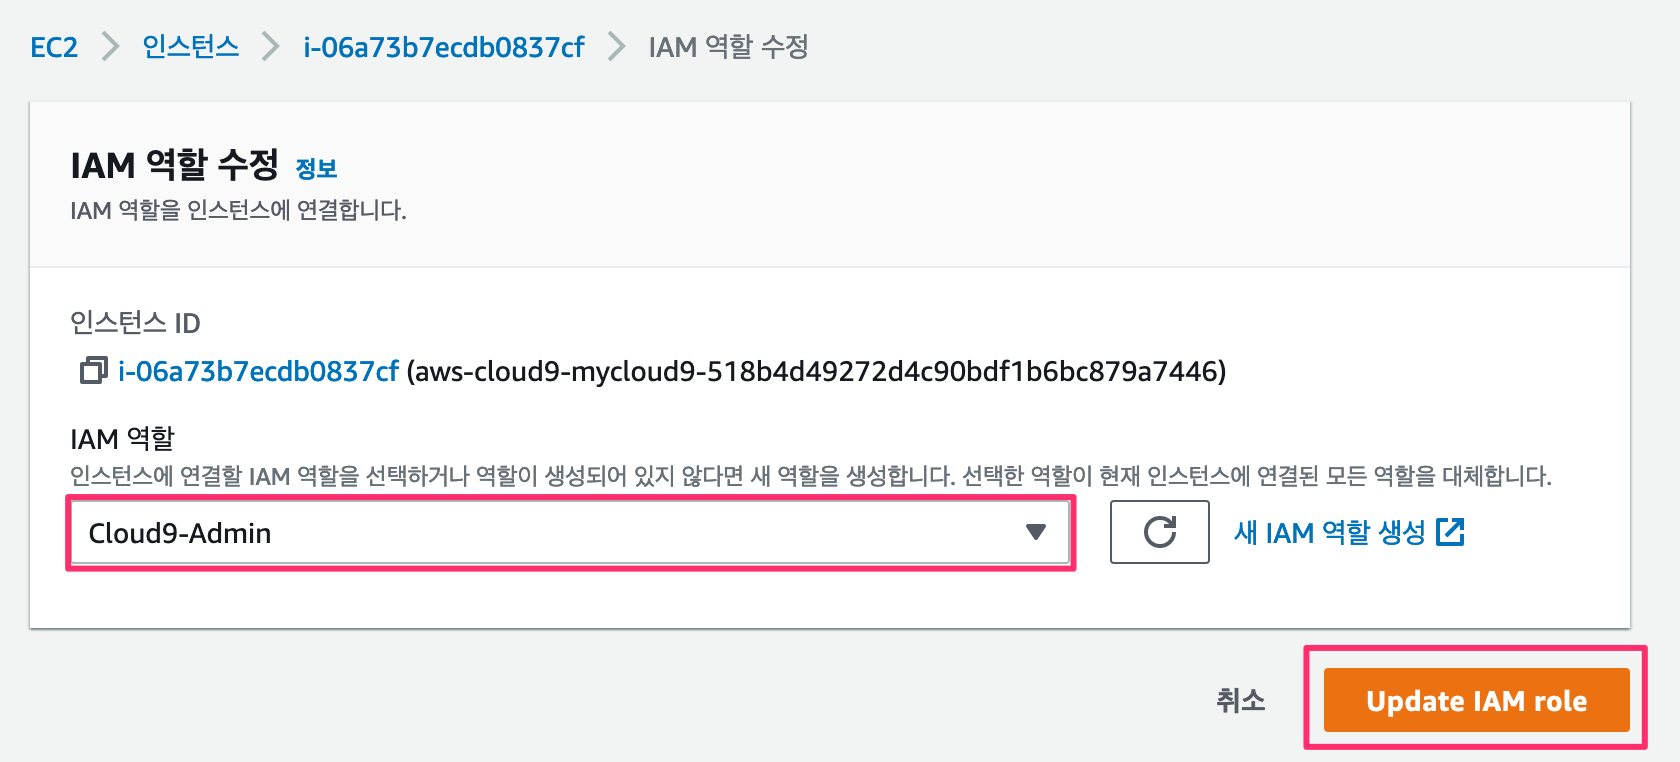 EC2 > 인스턴스 > i-06a73b7ecdb0837cf > IAM 역할 수정
IAM 역할 수정 정보
IAM 역할을 인스턴스에 연결합니다.
인스턴스 ID
i-06a73b7ecdb0837cf (aws-cloud9-mycloud9-518b4d49272d4c90bdf1b6bc879a7446)
IAM 역할
인스턴스에 연결할 IAM 역할을 선택하거나 역할이 생성되어 있지 않다면 새 역할을 생성합니다. 선택한 역할이 현재 인스턴스에 연결된 모든 역할을 대체합니다.
Cloud9-Admin
새 IAM 역할 생성
취소
Update IAM role